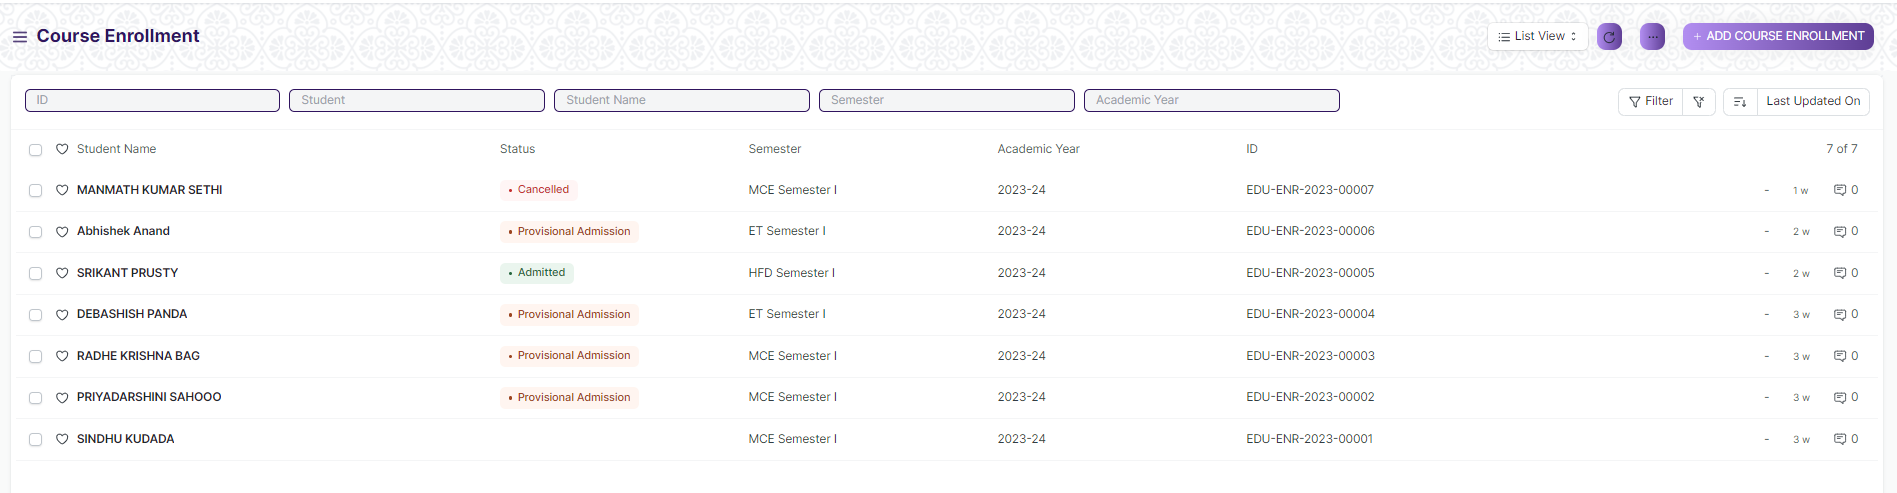 Course Enrollment
List View
+ ADD COURSE ENROLLMENT
ID Student Student Name Semester Academic Year Filter Last Updated On
Student Name Status Semester Academic Year ID 7 of 7
MANMATH KUMAR SETHI Cancelled MCE Semester I 2023-24 EDU-ENR-2023-00007 - 1 w 0
Abhishek Anand Provisional Admission ET Semester I 2023-24 EDU-ENR-2023-00006 - 2 w 0
SRIKANT PRUSTY Admitted HFD Semester I 2023-24 EDU-ENR-2023-00005 - 2 w 0
DEBASHISH PANDA Provisional Admission ET Semester I 2023-24 EDU-ENR-2023-00004 - 3 w 0
RADHE KRISHNA BAG Provisional Admission MCE Semester I 2023-24 EDU-ENR-2023-00003 - 3 w 0
PRIYADARSHINI SAHOOO Provisional Admission MCE Semester I 2023-24 EDU-ENR-2023-00002 - 3 w 0
SINDHU KUDADA MCE Semester I 2023-24 EDU-ENR-2023-00001 - 3 w 0